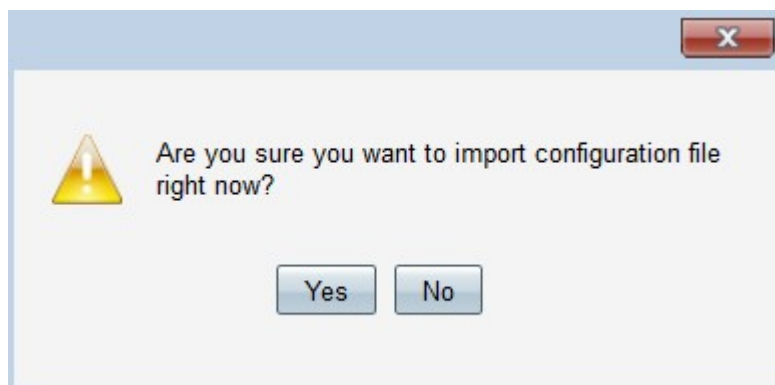 Are you sure you want to import configuration file
right now?
Yes No